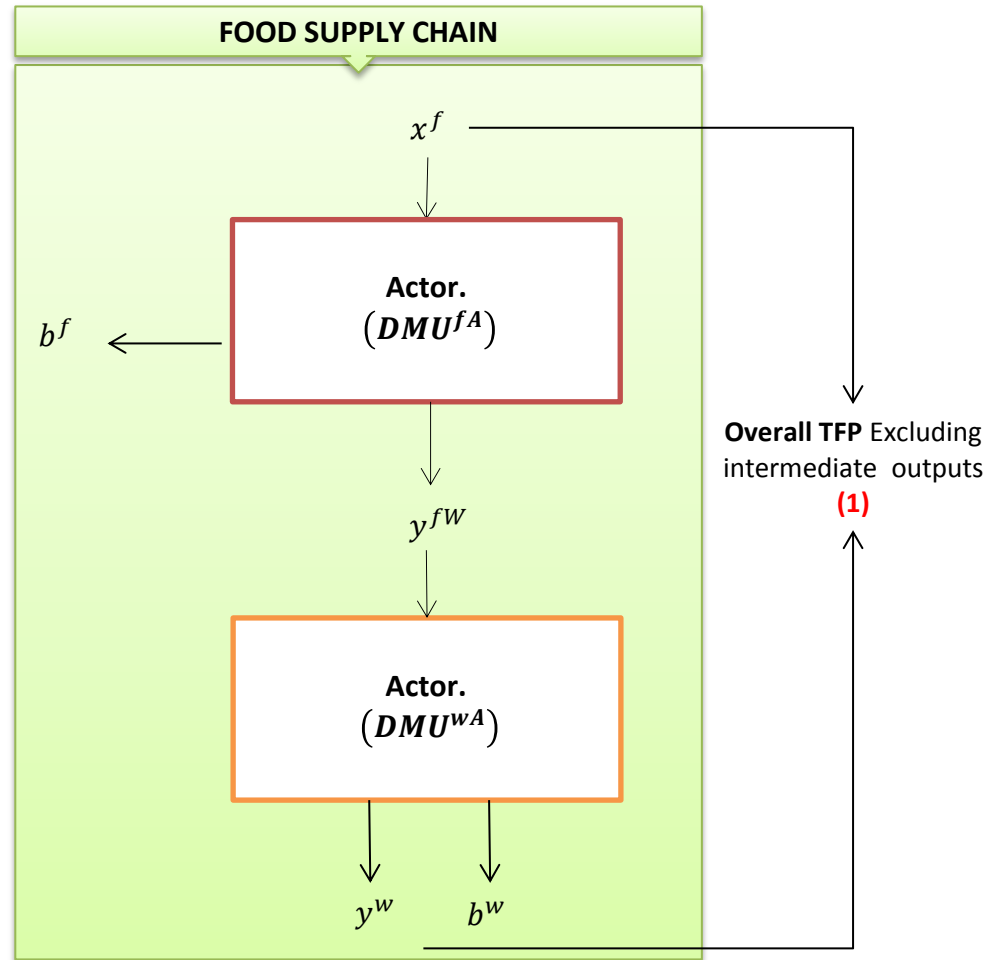 FOOD SUPPLY CHAIN
x^f
Actor.
(DMU^{fA})
b^f
Overall TFP Excluding
intermediate outputs
(1)
y^{fW}
Actor.
(DMU^{wA})
y^w b^w